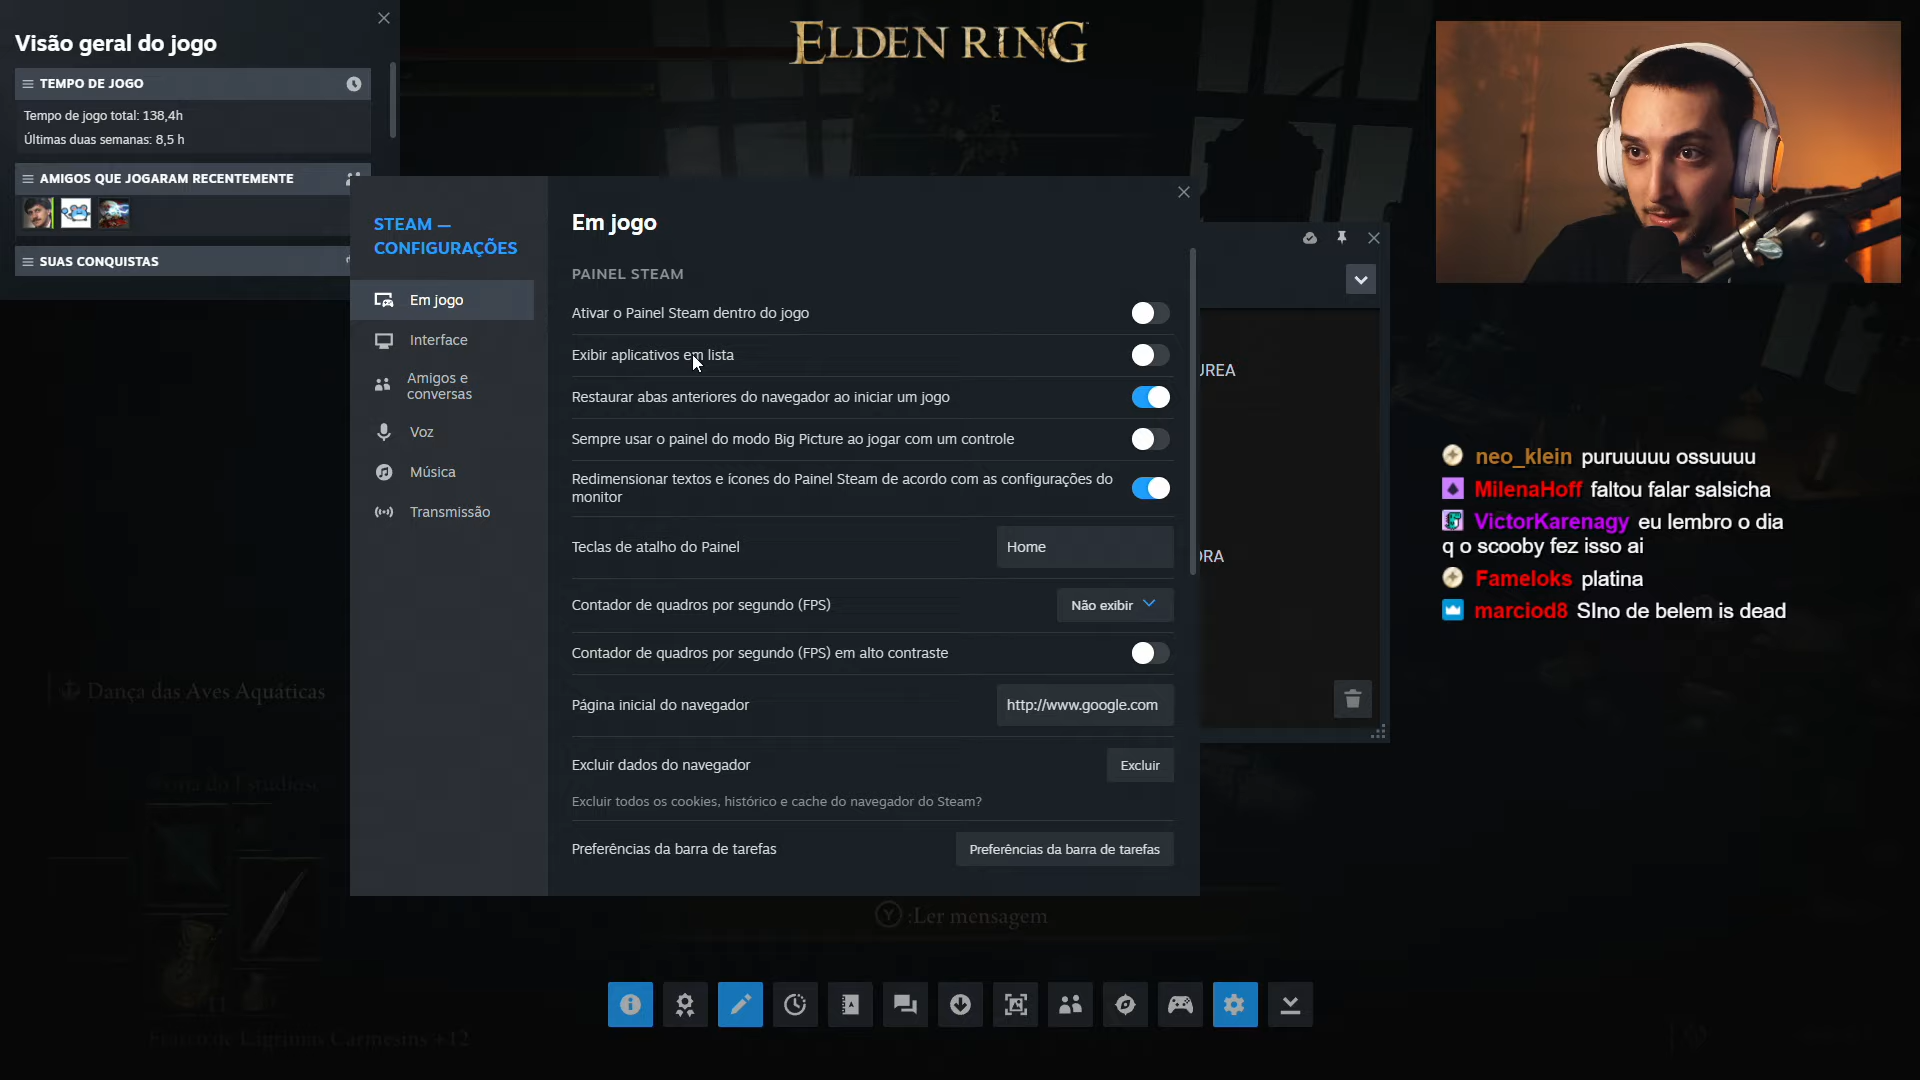 Visão geral do jogo
TEMPO DE JOGO
Tempo de jogo total: 138,4h
Últimas duas semanas: 8,5 h
AMIGOS QUE JOGARAM RECENTEMENTE
SUAS CONQUISTAS
ELDEN RING
STEAM —
CONFIGURAÇÕES
Em jogo
Interface
Amigos e
conversas
Voz
Música
Transmissão
Em jogo
PAINEL STEAM
Ativar o Painel Steam dentro do jogo
Exibir aplicativos em lista
Restaurar abas anteriores do navegador ao iniciar um jogo
Sempre usar o painel do modo Big Picture ao jogar com um controle
Redimensionar textos e ícones do Painel Steam de acordo com as configurações do
monitor
Teclas de atalho do Painel
Home
Contador de quadros por segundo (FPS)
Não exibir
Contador de quadros por segundo (FPS) em alto contraste
Página inicial do navegador
http://www.google.com
Excluir dados do navegador
Excluir
Excluir todos os cookies, histórico e cache do navegador do Steam?
Preferências da barra de tarefas
Preferências da barra de tarefas
neo_klein puruuuuu ossuuuu
MilenaHoff faltou falar salsicha
VictorKarenagy eu lembro o dia
q o scooby fez isso ai
Fameloks platina
marciod8 SIno de belem is dead
Dança das Aves Aquáticas
Y :Ler mensagem
11
Frasco de Lágrimas Carmesins +12